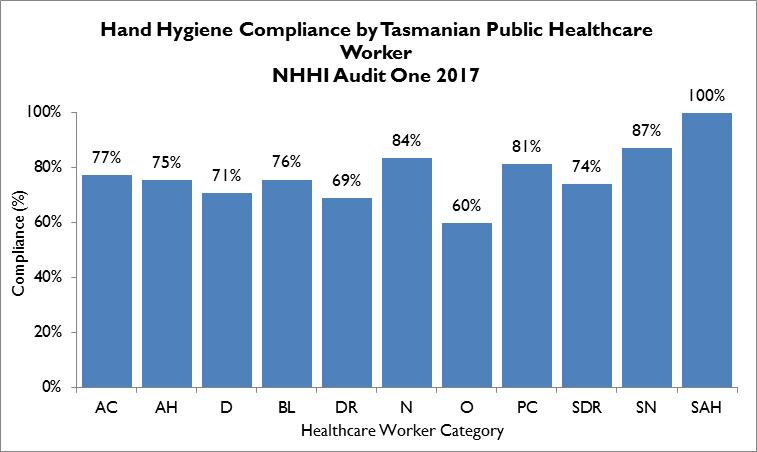 Hand Hygiene Compliance by Tasmanian Public Healthcare
Worker
NHHI Audit One 2017
Compliance (%)
100%
80%
60%
40%
20%
0%
77%
75%
71%
76%
69%
84%
60%
81%
74%
87%
100%
AC
AH
D
BL
DR
N
O
PC
SDR
SN
SAH
Healthcare Worker Category